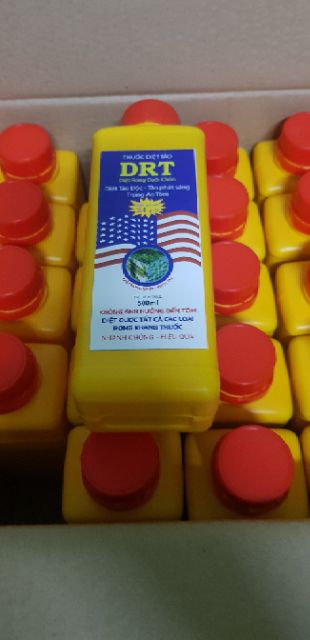 THUỐC DIỆT TẢO
DRT
Diệt Rong Dưới Chân
Diệt Tảo Độc - Tảo phát sáng
Trong Ao Tôm
500ml
KHÔNG ẢNH HƯỞNG ĐẾN TÔM
DIỆT ĐƯỢC TẤT CẢ CÁC LOẠI
RONG KHÁNG THUỐC
NHANH CHÓNG - HIỆU QUẢ